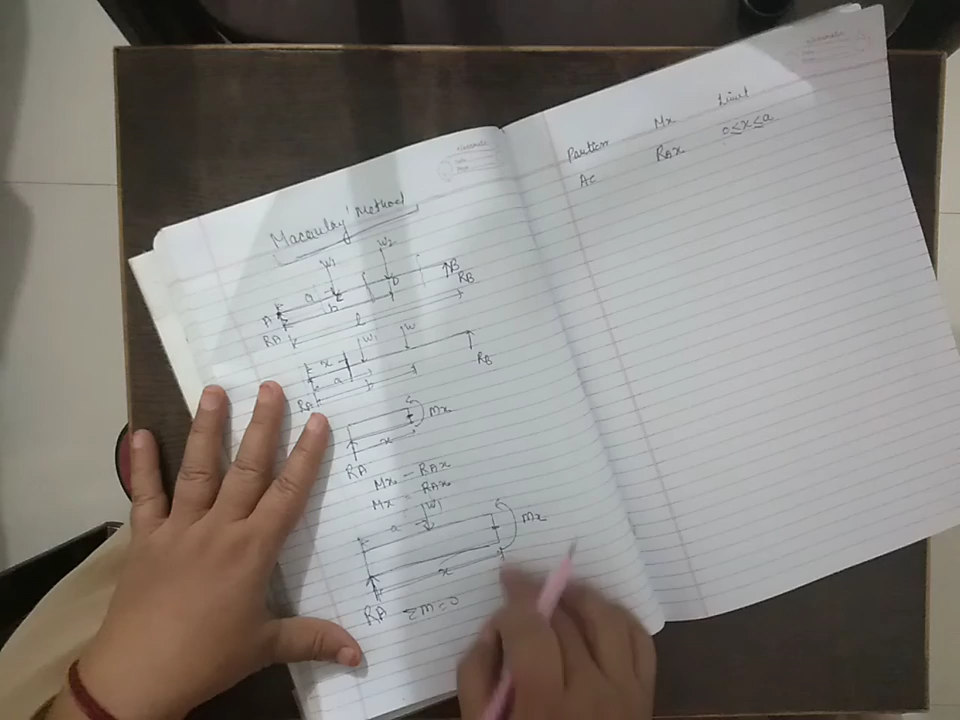 Macaulay' Method
W1 W2
a C D B
A b RB
RA l
x W1 W
a
b
RA RB
Mx
x
RA
Mx - RAx
Mx = RAx
W1
a Mx
x
RA ΣM=0
Portion Mx Limit
AC RAx 0≤x≤a